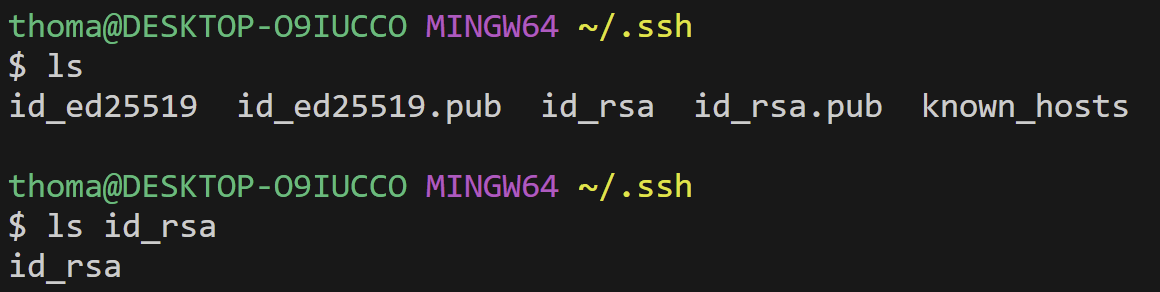 thoma@DESKTOP-O9IUCCO MINGW64 ~/.ssh
$ ls
id_ed25519  id_ed25519.pub  id_rsa  id_rsa.pub  known_hosts
thoma@DESKTOP-O9IUCCO MINGW64 ~/.ssh
$ ls id_rsa
id_rsa